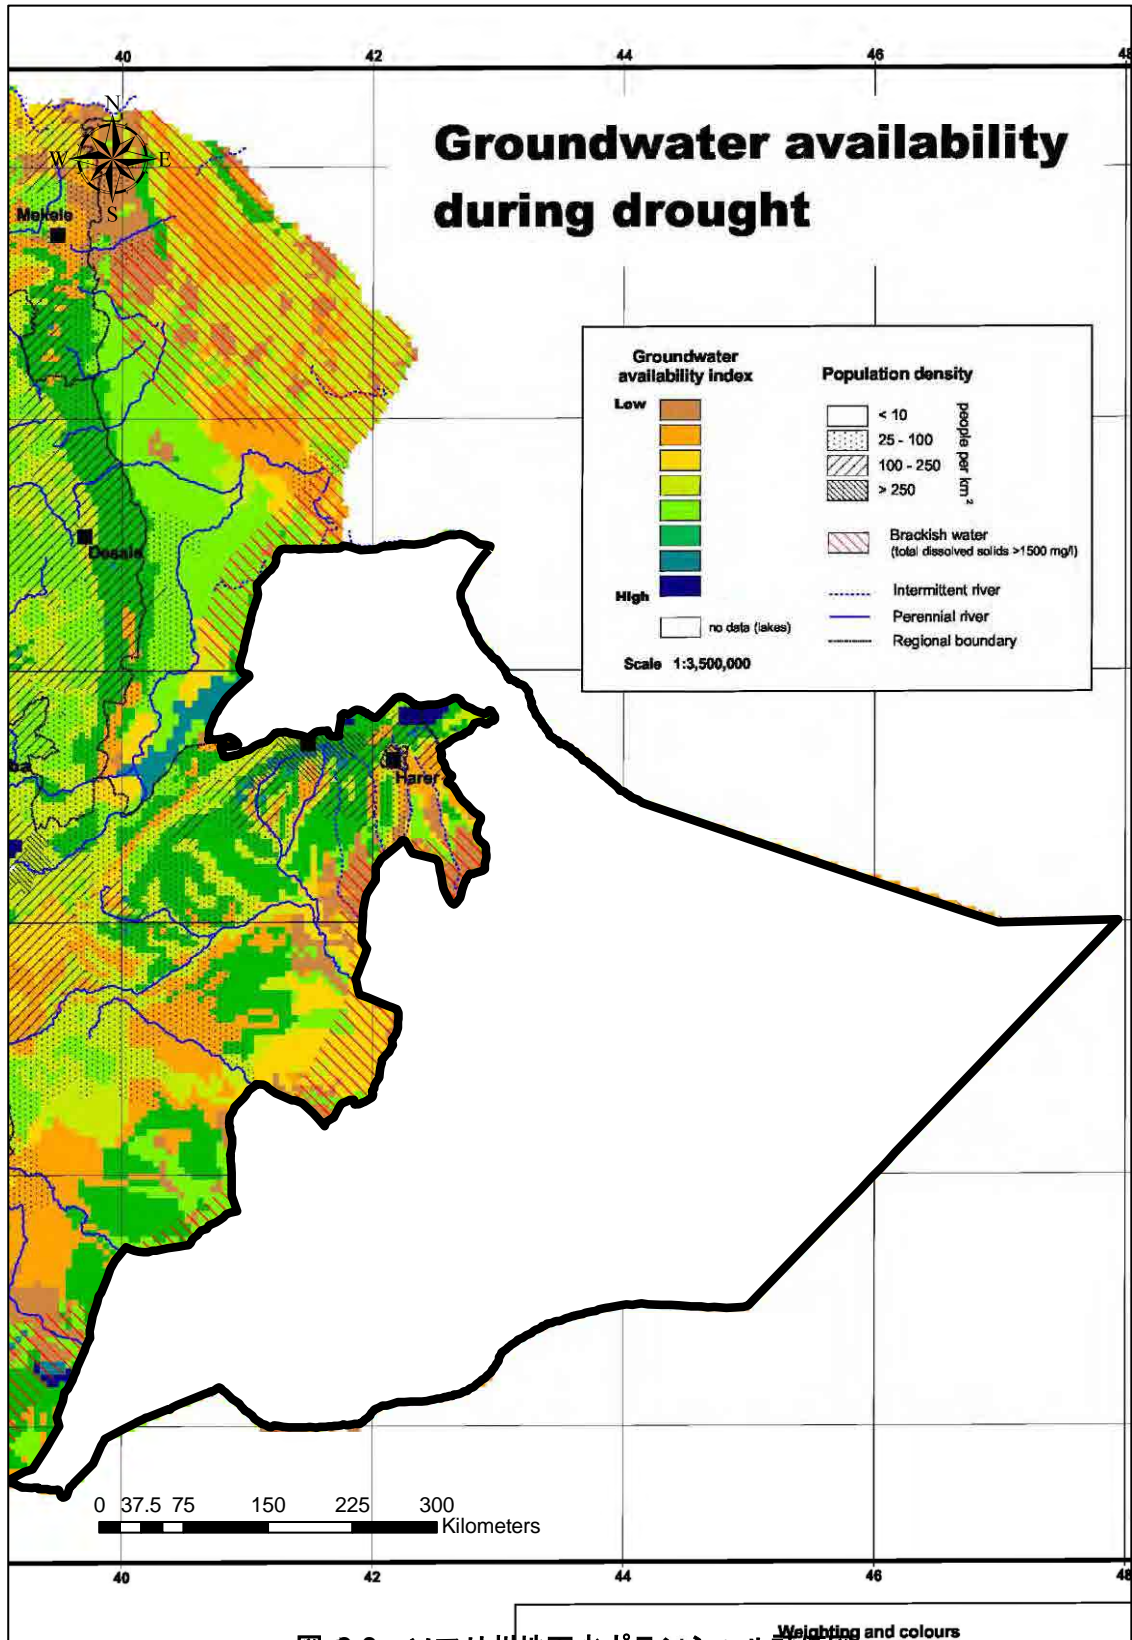 40 42 44 46 48
N
W E
S
Groundwater availability
during drought
Mekele
Desaie
Harer
Groundwater
availability index
Low
High
no data (lakes)
Scale 1:3,500,000
Population density
< 10
25 - 100
100 - 250
> 250
people per km²
Brackish water
(total dissolved solids >1500 mg/l)
Intermittent river
Perennial river
Regional boundary
0 37.5 75 150 225 300
Kilometers
40 42 44 46 48
Weighting and colours